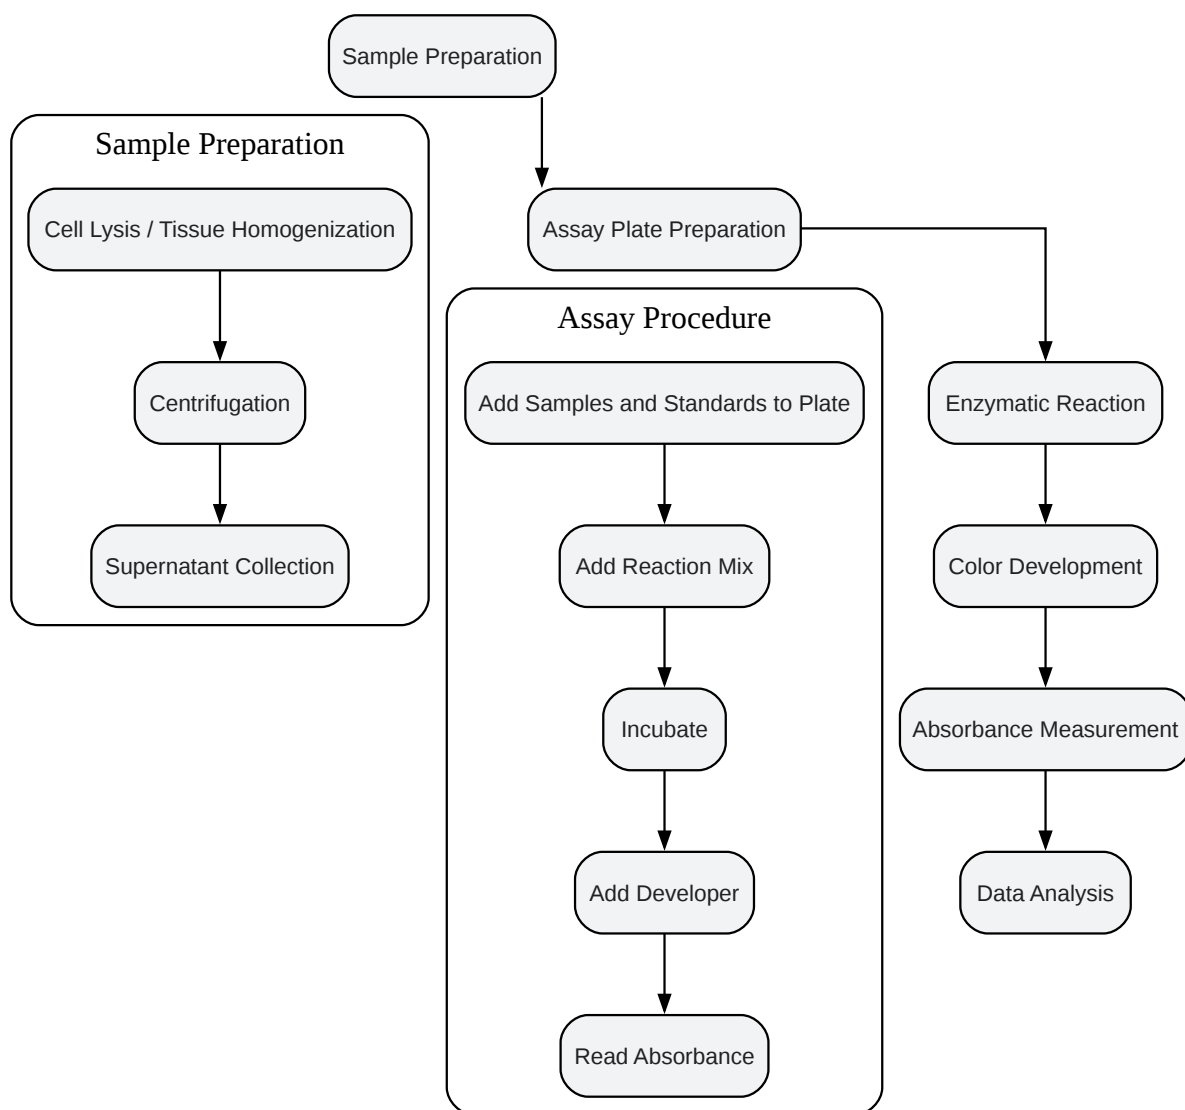 Sample Preparation
Sample Preparation
Cell Lysis / Tissue Homogenization
Centrifugation
Supernatant Collection
Assay Plate Preparation
Assay Procedure
Add Samples and Standards to Plate
Add Reaction Mix
Incubate
Add Developer
Read Absorbance
Enzymatic Reaction
Color Development
Absorbance Measurement
Data Analysis